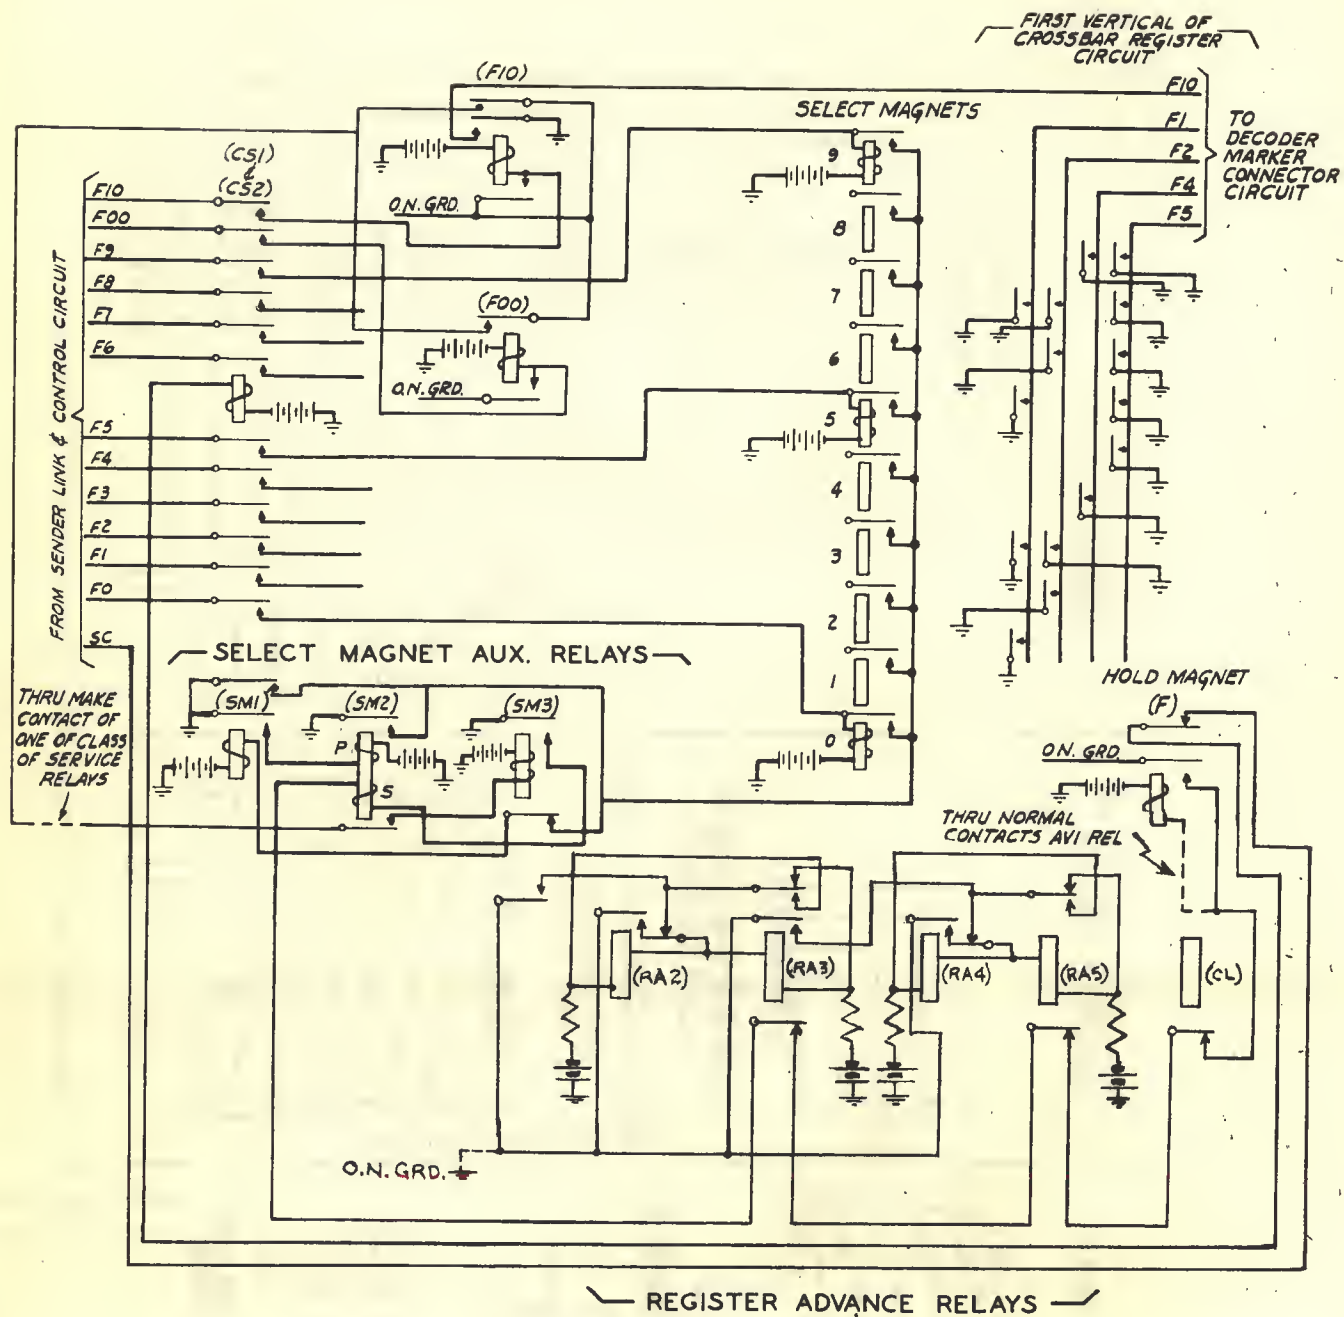 FIRST VERTICAL OF
CROSSBAR REGISTER
CIRCUIT
(F10)
SELECT MAGNETS
F10
F1
F2
F4
F5
TO
DECODER
MARKER
CONNECTOR
CIRCUIT
(CS1)
&
(CS2)
FROM SENDER LINK & CONTROL CIRCUIT
F10
F00
F9
F8
F7
F6
F5
F4
F3
F2
F1
F0
SC
O.N. GRD.
(F00)
O.N. GRD.
9
8
7
6
5
4
3
2
1
0
SELECT MAGNET AUX. RELAYS
(SM1)
(SM2)
(SM3)
P
S
THRU MAKE
CONTACT OF
ONE OF CLASS
OF SERVICE
RELAYS
HOLD MAGNET
(F)
O.N. GRD.
THRU NORMAL
CONTACTS AV1 REL
(RA2)
(RA3)
(RA4)
(RA5)
(CL)
O.N. GRD.
REGISTER ADVANCE RELAYS